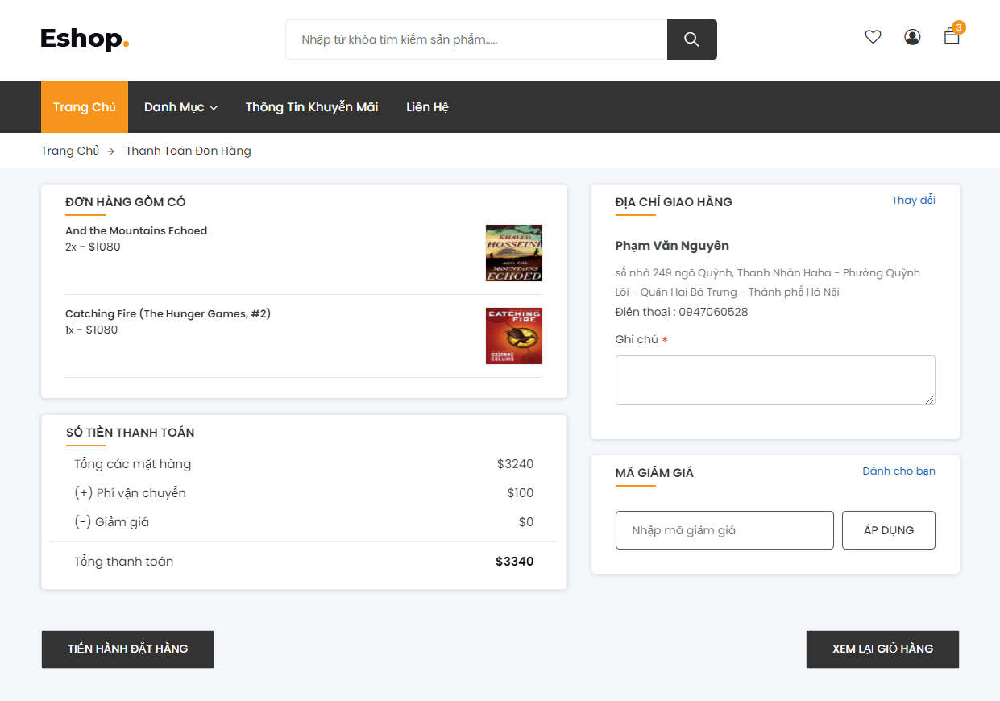 Eshop.
Nhập từ khóa tìm kiếm sản phẩm.....
3
Trang Chủ
Danh Mục
Thông Tin Khuyễn Mãi
Liên Hệ
Trang Chủ → Thanh Toán Đơn Hàng
ĐƠN HÀNG GỒM CÓ
And the Mountains Echoed
2x - $1080
KHALED
HOSSEINI
AND THE
MOUNTAINS
ECHOED
Catching Fire (The Hunger Games, #2)
1x - $1080
CATCHING
FIRE
SUZANNE
COLLINS
SỐ TIỀN THANH TOÁN
Tổng các mặt hàng $3240
(+) Phí vận chuyển $100
(-) Giảm giá $0
Tổng thanh toán $3340
ĐỊA CHỈ GIAO HÀNG
Thay đổi
Phạm Văn Nguyên
số nhà 249 ngõ Quỳnh, Thanh Nhàn Haha - Phường Quỳnh
Lôi - Quận Hai Bà Trưng - Thành phố Hà Nội
Điện thoại : 0947060528
Ghi chú *
MÃ GIẢM GIÁ
Dành cho bạn
Nhập mã giảm giá
ÁP DỤNG
TIẾN HÀNH ĐẶT HÀNG
XEM LẠI GIỎ HÀNG